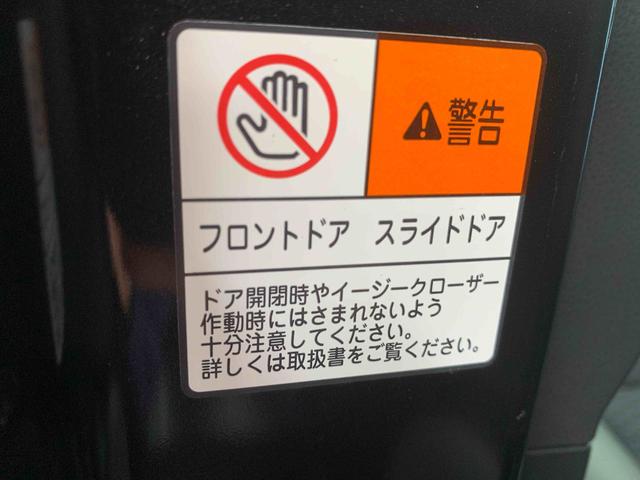 警告
フロントドア スライドドア
ドア開閉時やイージークローザー
作動時にはさまれないよう
十分注意してください。
詳しくは取扱書をご覧ください。